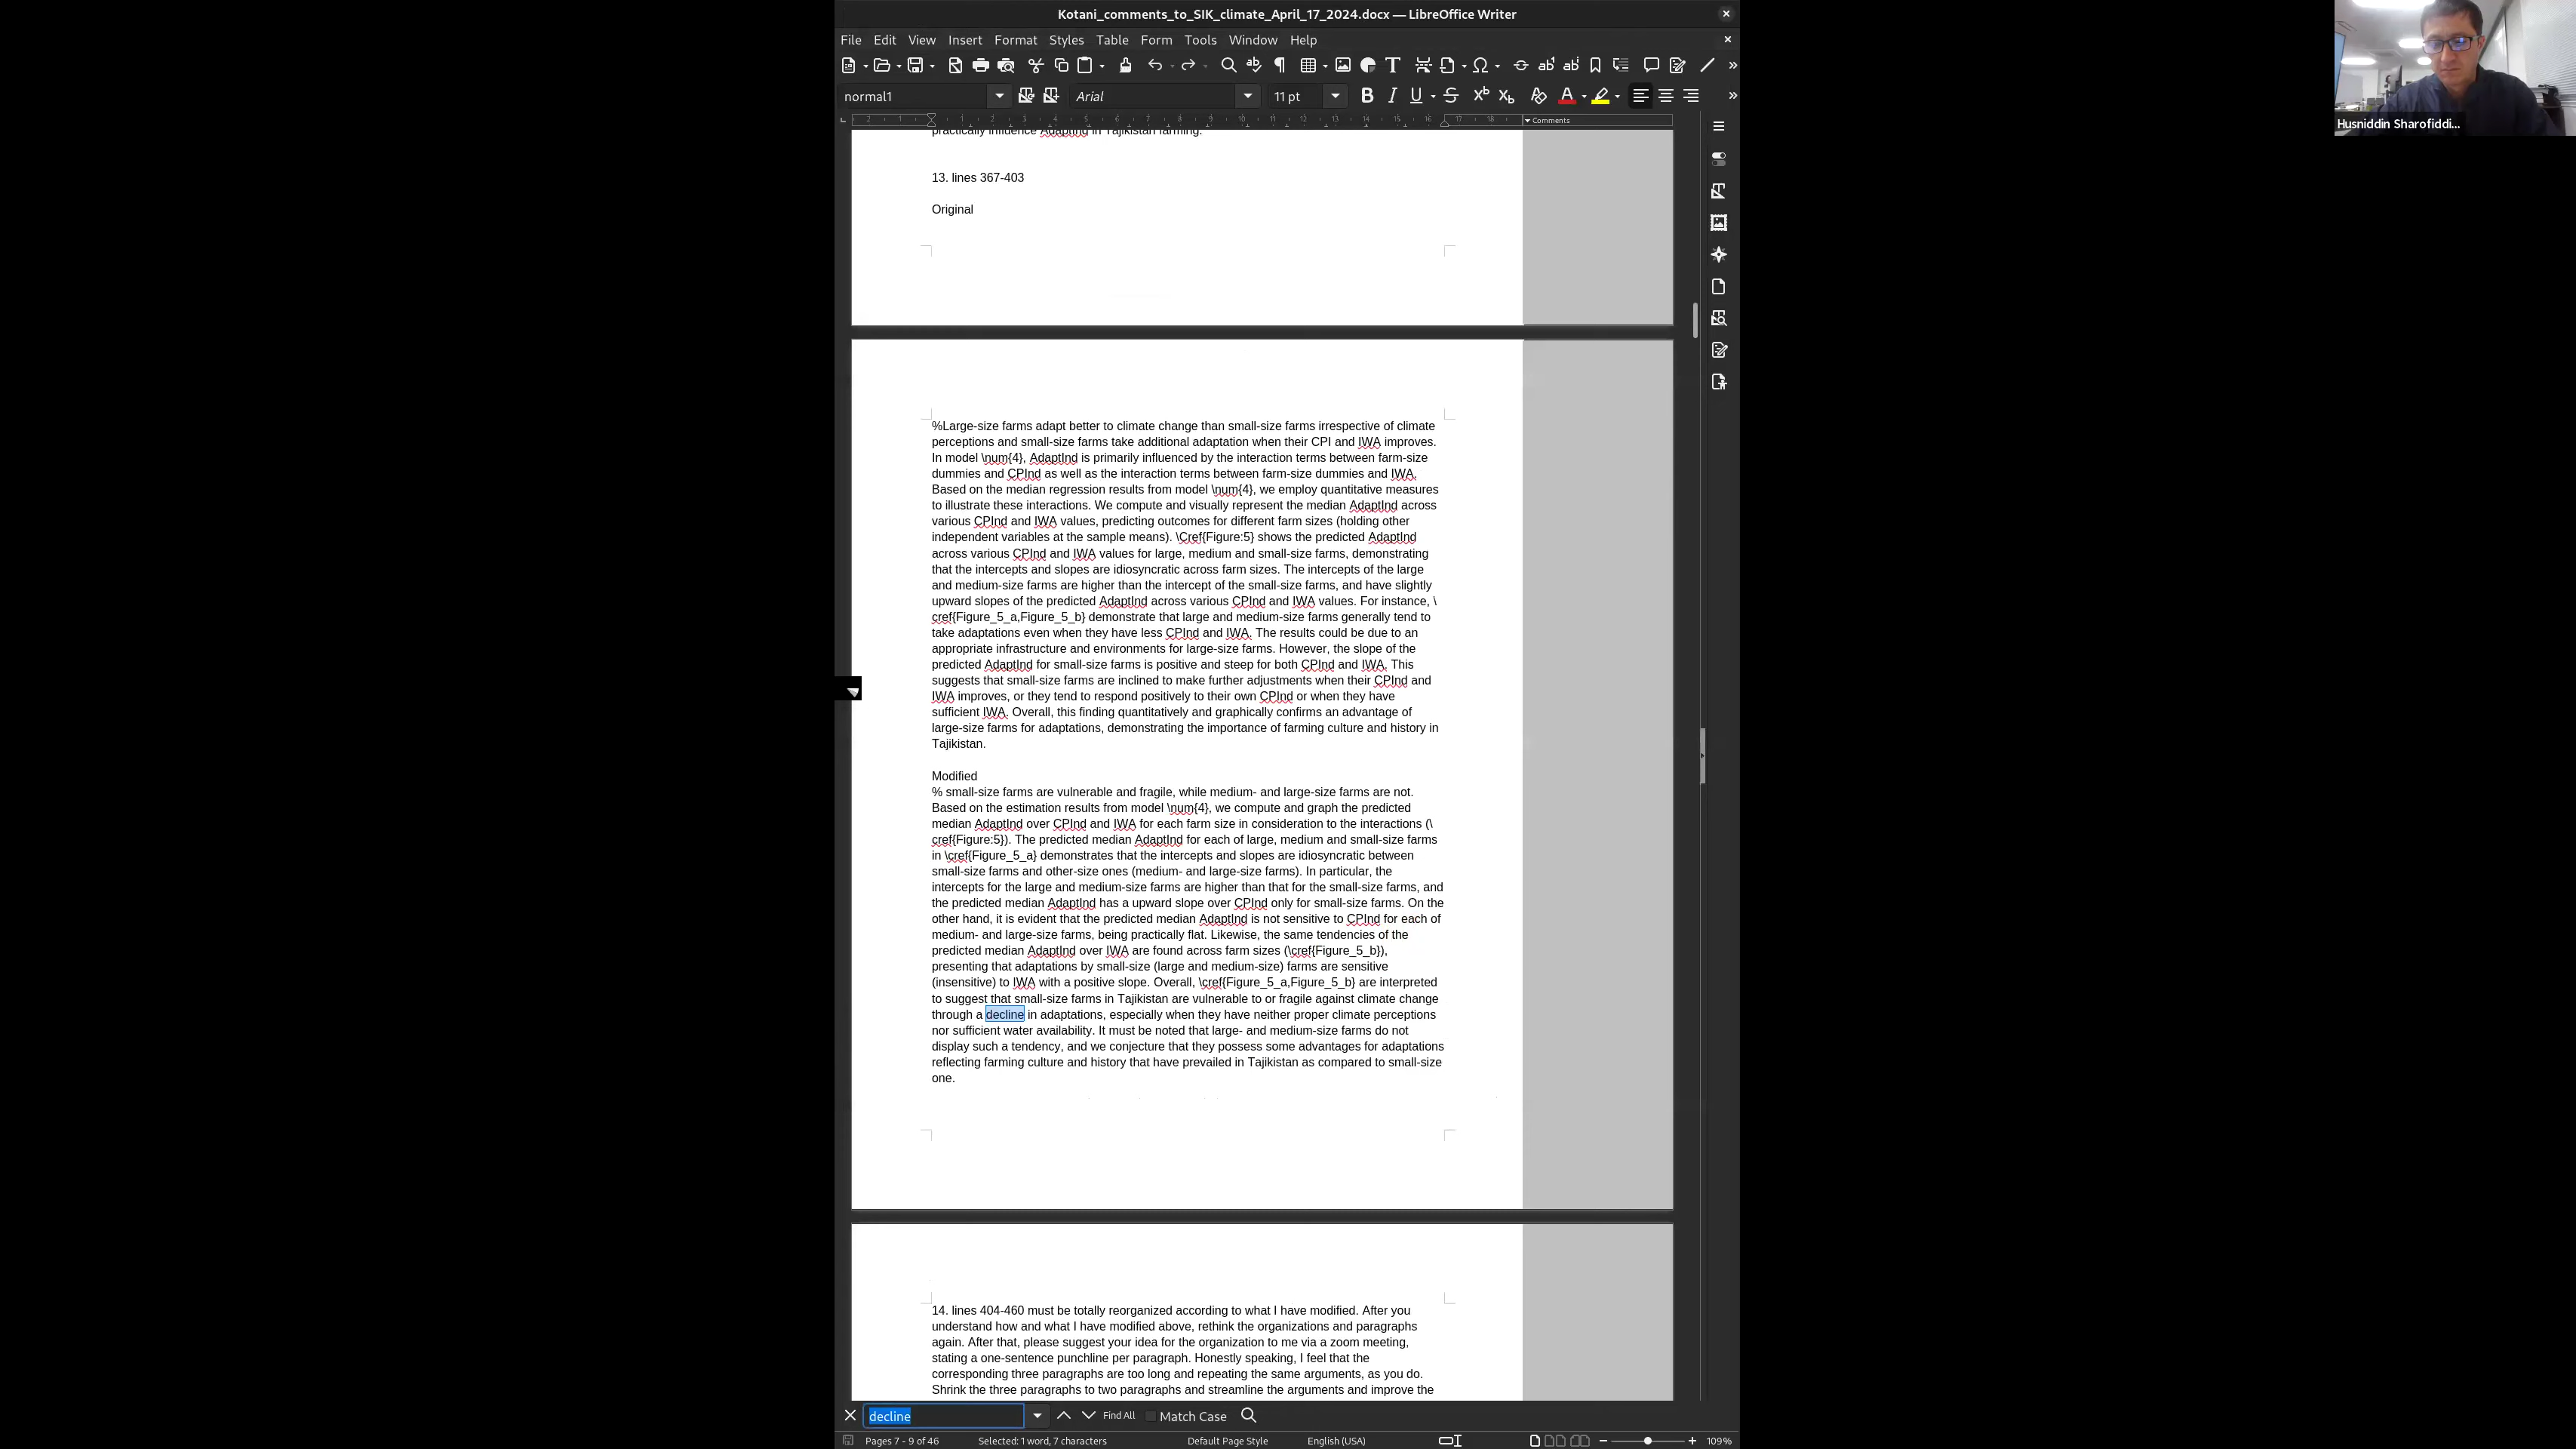 Kotani_comments_to_SIK_climate_April_17_2024.docx — LibreOffice Writer
File Edit View Insert Format Styles Table Form Tools Window Help
normal1
Arial
11 pt
Comments
practically influence AdaptInd in Tajikistan farming.
13. lines 367-403
Original
%Large-size farms adapt better to climate change than small-size farms irrespective of climate
perceptions and small-size farms take additional adaptation when their CPI and IWA improves.
In model \num{4}, AdaptInd is primarily influenced by the interaction terms between farm-size
dummies and CPInd as well as the interaction terms between farm-size dummies and IWA.
Based on the median regression results from model \num{4}, we employ quantitative measures
to illustrate these interactions. We compute and visually represent the median AdaptInd across
various CPInd and IWA values, predicting outcomes for different farm sizes (holding other
independent variables at the sample means). \Cref{Figure:5} shows the predicted AdaptInd
across various CPInd and IWA values for large, medium and small-size farms, demonstrating
that the intercepts and slopes are idiosyncratic across farm sizes. The intercepts of the large
and medium-size farms are higher than the intercept of the small-size farms, and have slightly
upward slopes of the predicted AdaptInd across various CPInd and IWA values. For instance, \
cref{Figure_5_a,Figure_5_b} demonstrate that large and medium-size farms generally tend to
take adaptations even when they have less CPInd and IWA. The results could be due to an
appropriate infrastructure and environments for large-size farms. However, the slope of the
predicted AdaptInd for small-size farms is positive and steep for both CPInd and IWA. This
suggests that small-size farms are inclined to make further adjustments when their CPInd and
IWA improves, or they tend to respond positively to their own CPInd or when they have
sufficient IWA. Overall, this finding quantitatively and graphically confirms an advantage of
large-size farms for adaptations, demonstrating the importance of farming culture and history in
Tajikistan.
Modified
% small-size farms are vulnerable and fragile, while medium- and large-size farms are not.
Based on the estimation results from model \num{4}, we compute and graph the predicted
median AdaptInd over CPInd and IWA for each farm size in consideration to the interactions (\
cref{Figure:5}). The predicted median AdaptInd for each of large, medium and small-size farms
in \cref{Figure_5_a} demonstrates that the intercepts and slopes are idiosyncratic between
small-size farms and other-size ones (medium- and large-size farms). In particular, the
intercepts for the large and medium-size farms are higher than that for the small-size farms, and
the predicted median AdaptInd has a upward slope over CPInd only for small-size farms. On the
other hand, it is evident that the predicted median AdaptInd is not sensitive to CPInd for each of
medium- and large-size farms, being practically flat. Likewise, the same tendencies of the
predicted median AdaptInd over IWA are found across farm sizes (\cref{Figure_5_b}),
presenting that adaptations by small-size (large and medium-size) farms are sensitive
(insensitive) to IWA with a positive slope. Overall, \cref{Figure_5_a,Figure_5_b} are interpreted
to suggest that small-size farms in Tajikistan are vulnerable to or fragile against climate change
through a decline in adaptations, especially when they have neither proper climate perceptions
nor sufficient water availability. It must be noted that large- and medium-size farms do not
display such a tendency, and we conjecture that they possess some advantages for adaptations
reflecting farming culture and history that have prevailed in Tajikistan as compared to small-size
one.
14. lines 404-460 must be totally reorganized according to what I have modified. After you
understand how and what I have modified above, rethink the organizations and paragraphs
again. After that, please suggest your idea for the organization to me via a zoom meeting,
stating a one-sentence punchline per paragraph. Honestly speaking, I feel that the
corresponding three paragraphs are too long and repeating the same arguments, as you do.
Shrink the three paragraphs to two paragraphs and streamline the arguments and improve the
decline
Find All
Match Case
Pages 7 - 9 of 46
Selected: 1 word, 7 characters
Default Page Style
English (USA)
109%
Husniddin Sharofiddi...